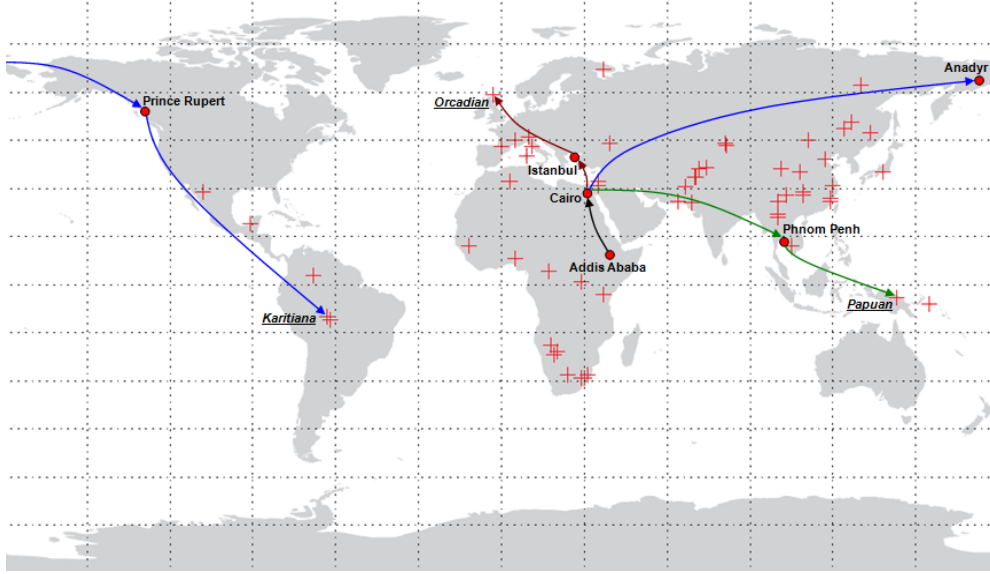 Anadyr
Prince Rupert
Orcadian
Istanbul
Cairo
Phnom Penh
Addis Ababa
Papuan
Karitiana